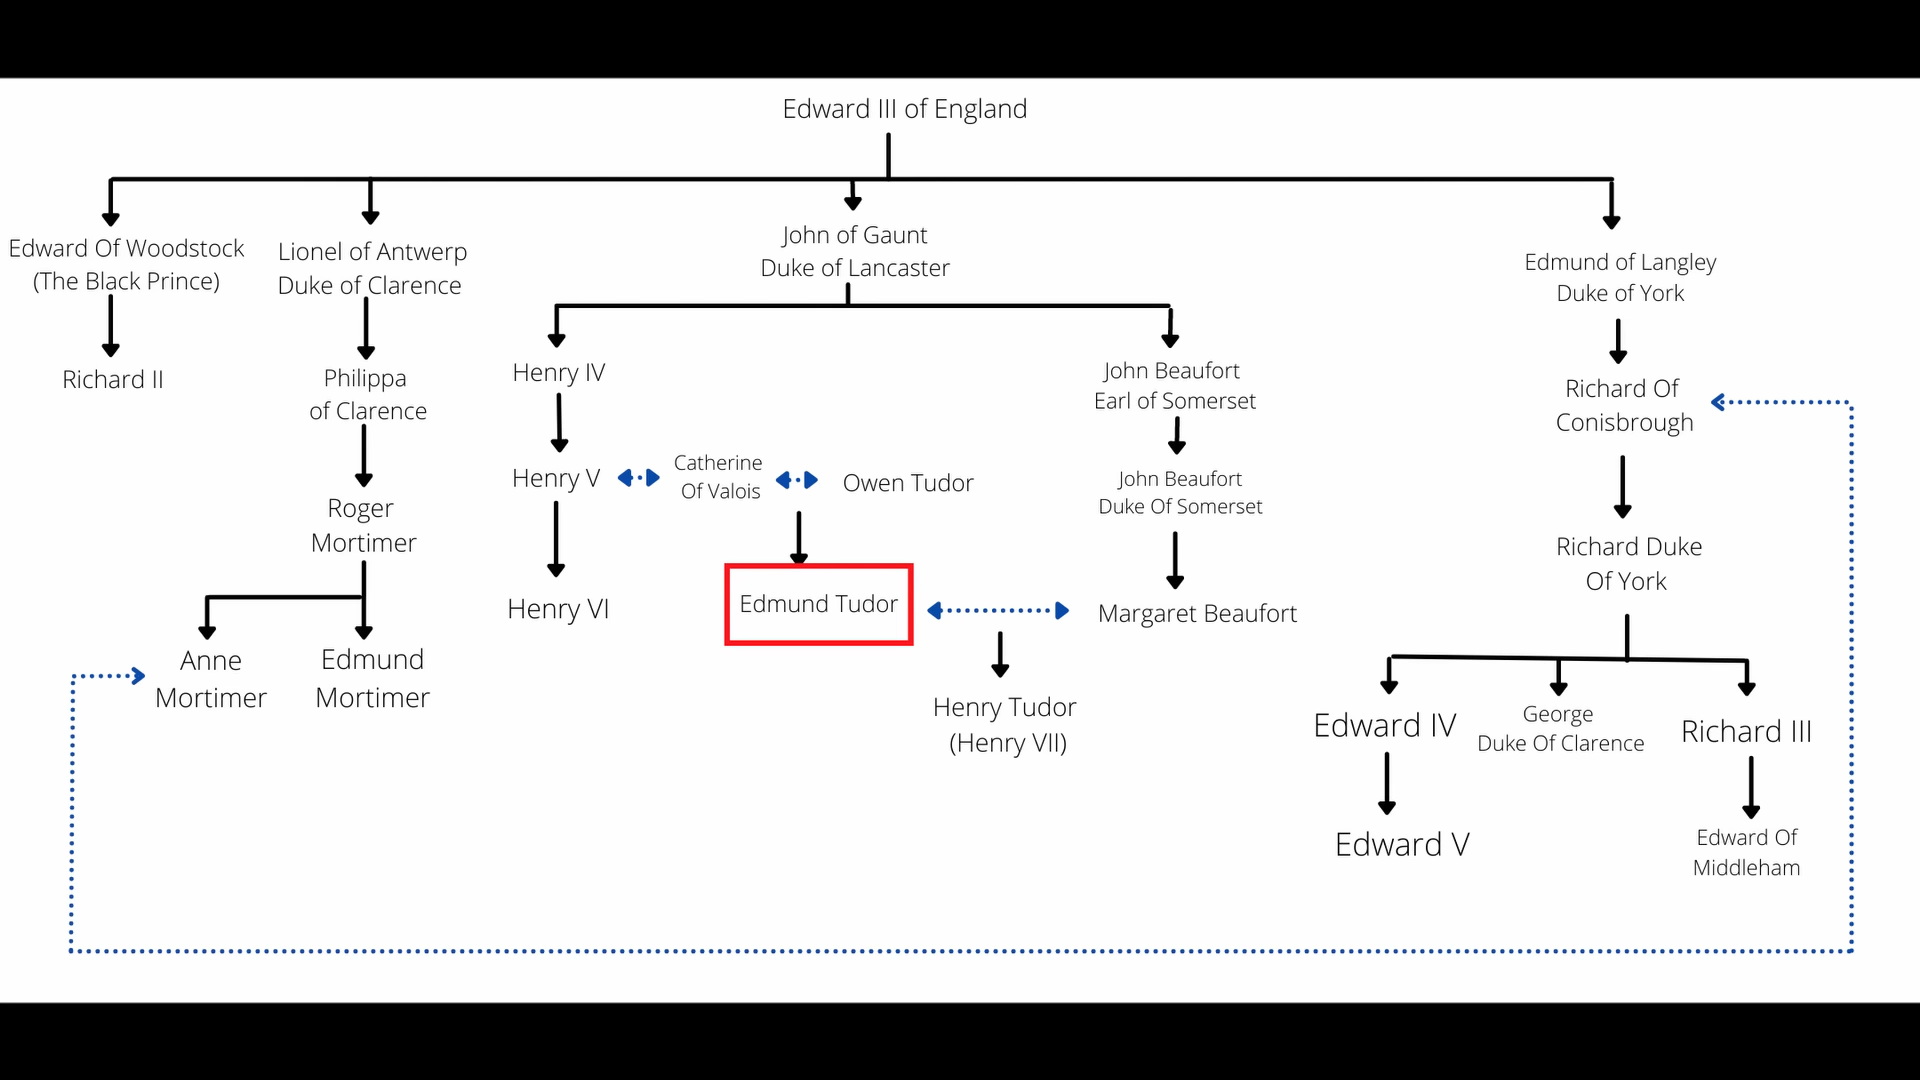 Edward III of England
Edward Of Woodstock
(The Black Prince)
Lionel of Antwerp
Duke of Clarence
John of Gaunt
Duke of Lancaster
Edmund of Langley
Duke of York
Richard II
Philippa
of Clarence
Henry IV
John Beaufort
Earl of Somerset
Richard Of
Conisbrough
Roger
Mortimer
Henry V
Catherine
Of Valois
Owen Tudor
John Beaufort
Duke Of Somerset
Richard Duke
Of York
Anne
Mortimer
Edmund
Mortimer
Henry VI
Edmund Tudor
Margaret Beaufort
Henry Tudor
(Henry VII)
Edward IV
George
Duke Of Clarence
Richard III
Edward V
Edward Of
Middleham